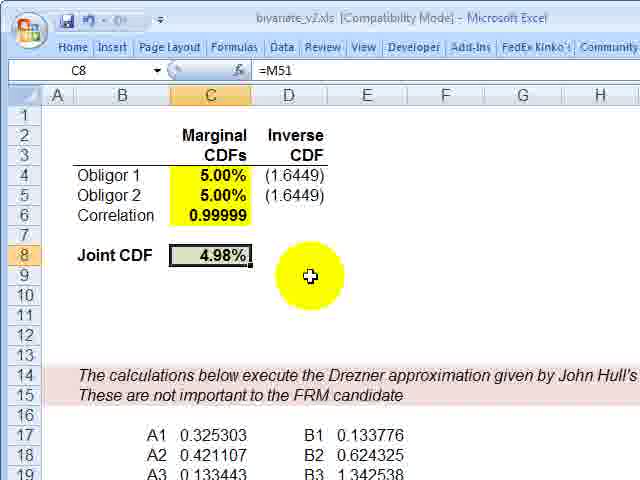 bivariate_v2.xls [Compatibility Mode] - Microsoft Excel
Home Insert Page Layout Formulas Data Review View Developer Add-Ins FedEx Kinko's Community
C8 fx =M51
A B C D E F G H
1
2 Marginal Inverse
3 CDFs CDF
4 Obligor 1 5.00% (1.6449)
5 Obligor 2 5.00% (1.6449)
6 Correlation 0.99999
7
8 Joint CDF 4.98%
9
10
11
12
13
14 The calculations below execute the Drezner approximation given by John Hull's
15 These are not important to the FRM candidate
16
17 A1 0.325303 B1 0.133776
18 A2 0.421107 B2 0.624325
19 A3 0.133443 B3 1.342538